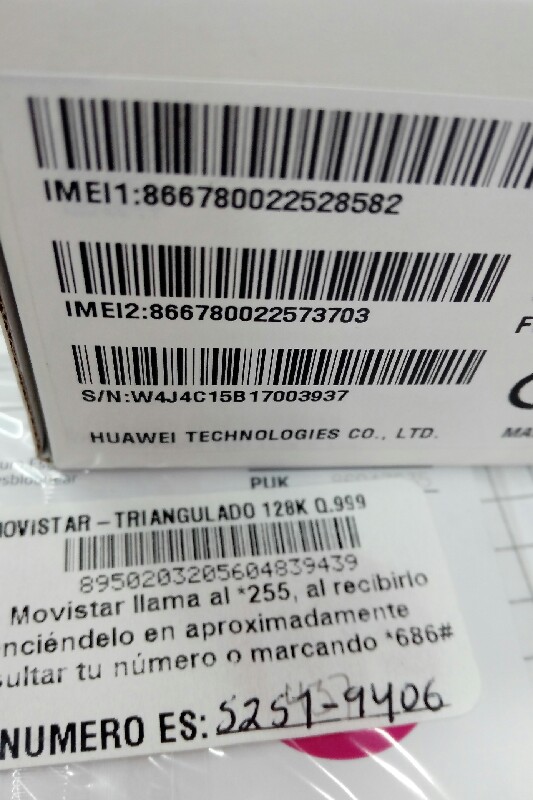 IMEI1:866780022528582
IMEI2:866780022573703
S/N:W4J4C15B17003937
HUAWEI TECHNOLOGIES CO., LTD.
PUK
MOVISTAR - TRIANGULADO 128K Q.999
8950203205604839439
Movistar llama al *255, al recibirlo
nciéndelo en aproximadamente
sultar tu número o marcando *686#
NUMERO ES: 5251-9406